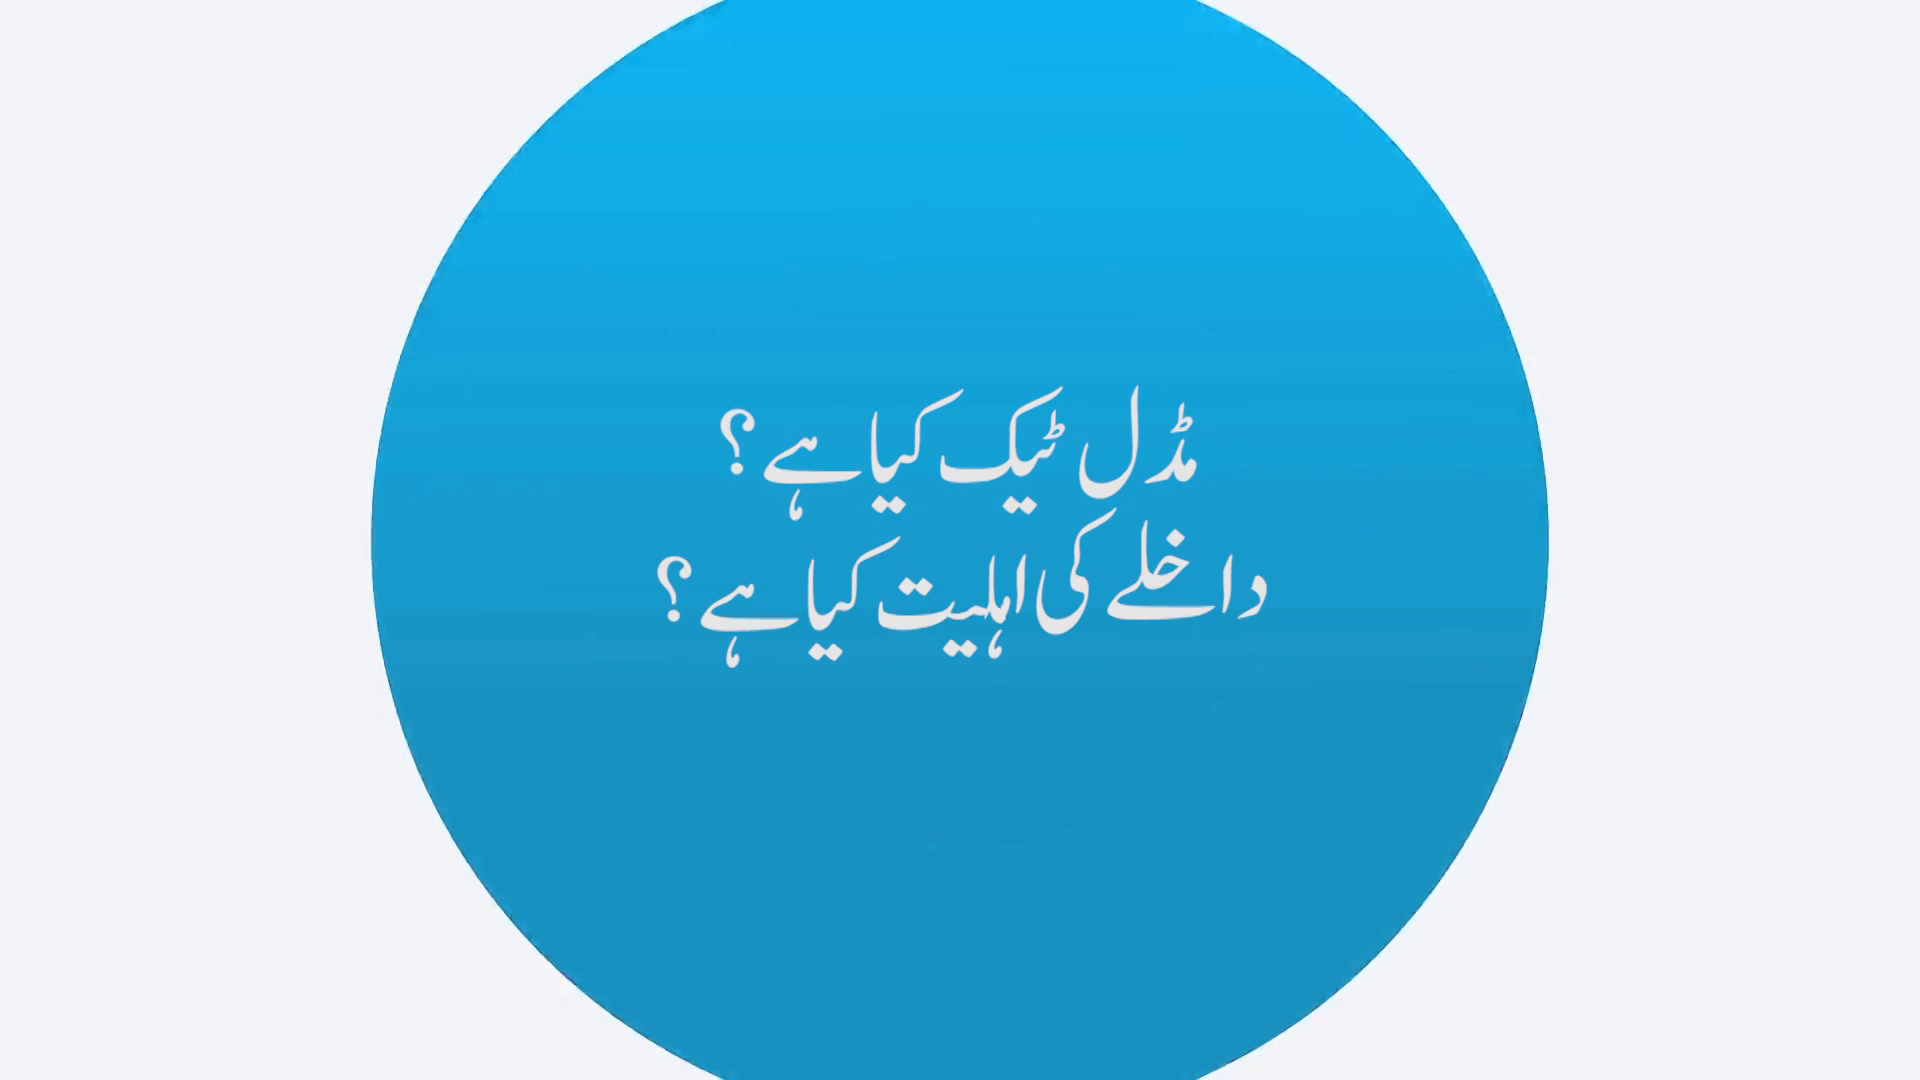 مڈل ٹیک کیا ہے؟
داخلے کی اہلیت کیا ہے؟